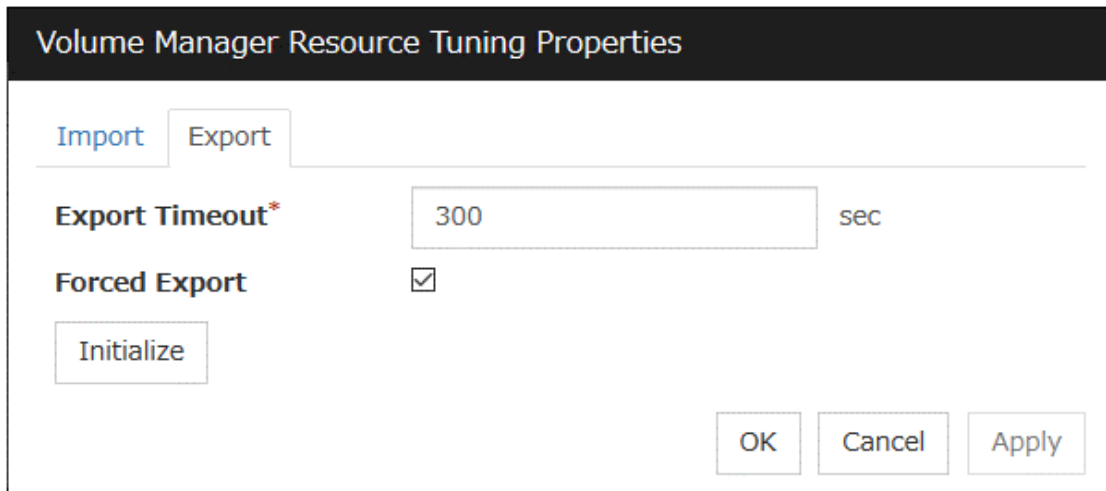 Volume Manager Resource Tuning Properties
Import Export
Export Timeout* 300 sec
Forced Export
Initialize
OK Cancel Apply